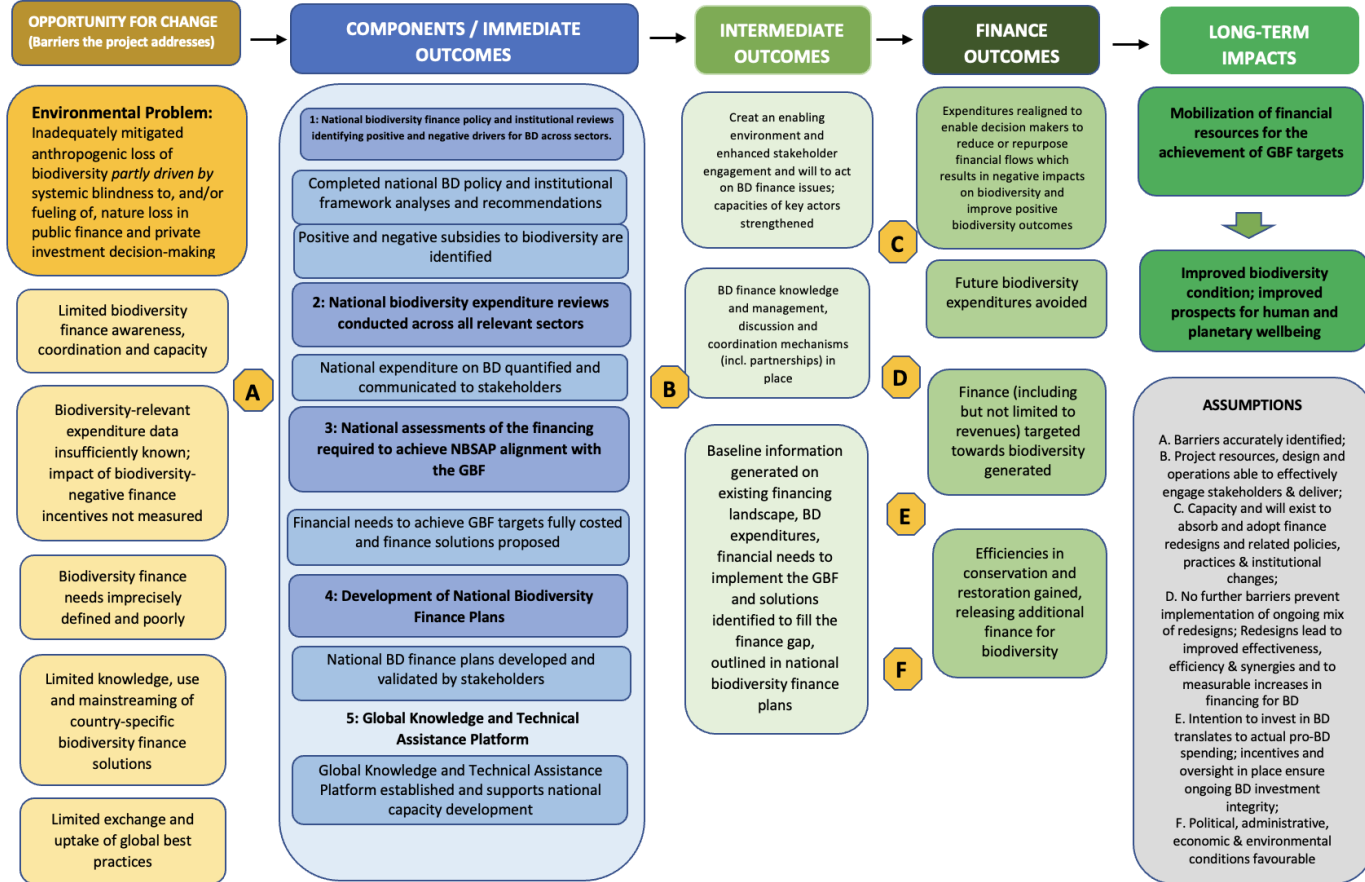 OPPORTUNITY FOR CHANGE
(Barriers the project addresses)
COMPONENTS / IMMEDIATE
OUTCOMES
INTERMEDIATE
OUTCOMES
FINANCE
OUTCOMES
LONG-TERM
IMPACTS
Environmental Problem:
Inadequately mitigated
anthropogenic loss of
biodiversity partly driven by
systemic blindness to, and/or
fueling of, nature loss in
public finance and private
investment decision-making
Limited biodiversity
finance awareness,
coordination and capacity
Biodiversity-relevant
expenditure data
insufficiently known;
impact of biodiversity-
negative finance
incentives not measured
Biodiversity finance
needs imprecisely
defined and poorly
Limited knowledge, use
and mainstreaming of
country-specific
biodiversity finance
solutions
Limited exchange and
uptake of global best
practices
A
1: National biodiversity finance policy and institutional reviews
identifying positive and negative drivers for BD across sectors.
Completed national BD policy and institutional
framework analyses and recommendations
Positive and negative subsidies to biodiversity are
identified
2: National biodiversity expenditure reviews
conducted across all relevant sectors
National expenditure on BD quantified and
communicated to stakeholders
3: National assessments of the financing
required to achieve NBSAP alignment with
the GBF
Financial needs to achieve GBF targets fully costed
and finance solutions proposed
4: Development of National Biodiversity
Finance Plans
National BD finance plans developed and
validated by stakeholders
5: Global Knowledge and Technical
Assistance Platform
Global Knowledge and Technical Assistance
Platform established and supports national
capacity development
B
Creat an enabling
environment and
enhanced stakeholder
engagement and will to act
on BD finance issues;
capacities of key actors
strengthened
BD finance knowledge
and management,
discussion and
coordination mechanisms
(incl. partnerships) in
place
Baseline information
generated on
existing financing
landscape, BD
expenditures,
financial needs to
implement the GBF
and solutions
identified to fill the
finance gap,
outlined in national
biodiversity finance
plans
C
D
E
F
Expenditures realigned to
enable decision makers to
reduce or repurpose
financial flows which
results in negative impacts
on biodiversity and
improve positive
biodiversity outcomes
Future biodiversity
expenditures avoided
Finance (including
but not limited to
revenues) targeted
towards biodiversity
generated
Efficiencies in
conservation and
restoration gained,
releasing additional
finance for
biodiversity
Mobilization of financial
resources for the
achievement of GBF targets
Improved biodiversity
condition; improved
prospects for human and
planetary wellbeing
ASSUMPTIONS
A. Barriers accurately identified;
B. Project resources, design and
operations able to effectively
engage stakeholders & deliver;
C. Capacity and will exist to
absorb and adopt finance
redesigns and related policies,
practices & institutional
changes;
D. No further barriers prevent
implementation of ongoing mix
of redesigns; Redesigns lead to
improved effectiveness,
efficiency & synergies and to
measurable increases in
financing for BD
E. Intention to invest in BD
translates to actual pro-BD
spending; incentives and
oversight in place ensure
ongoing BD investment
integrity;
F. Political, administrative,
economic & environmental
conditions favourable